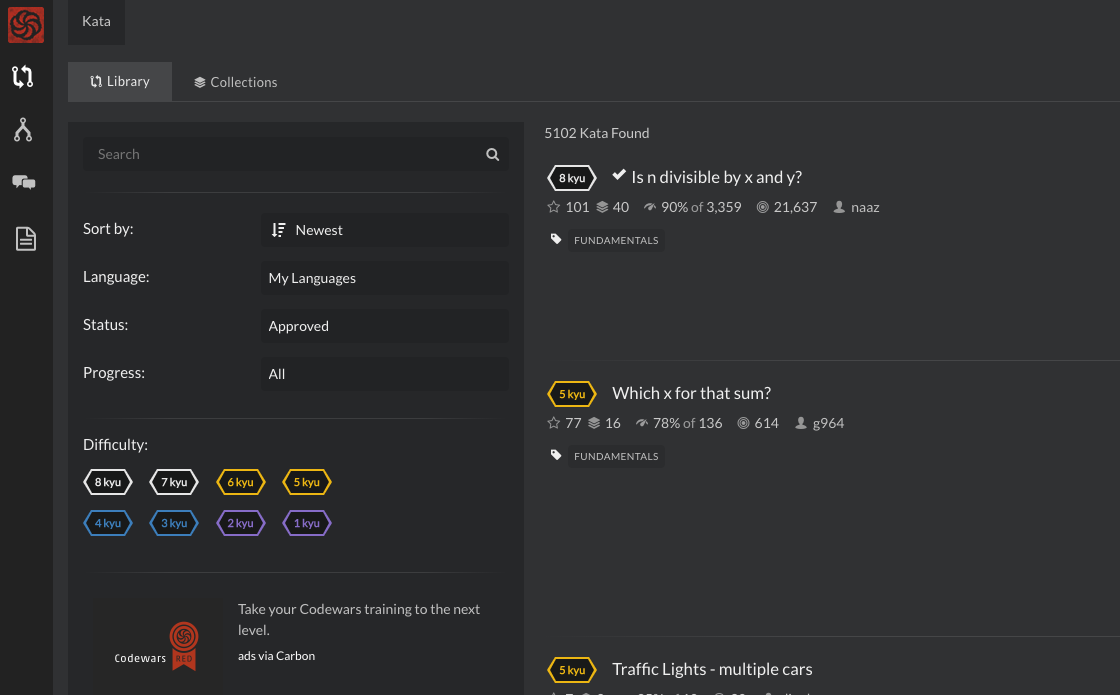 Kata
Library
Collections
Search
Sort by:
Newest
Language:
My Languages
Status:
Approved
Progress:
All
Difficulty:
8 kyu
7 kyu
6 kyu
5 kyu
4 kyu
3 kyu
2 kyu
1 kyu
Codewars
RED
Take your Codewars training to the next
level.
ads via Carbon
5102 Kata Found
8 kyu
Is n divisible by x and y?
101 40 90% of 3,359 21,637 naaz
FUNDAMENTALS
5 kyu
Which x for that sum?
77 16 78% of 136 614 g964
FUNDAMENTALS
5 kyu
Traffic Lights - multiple cars